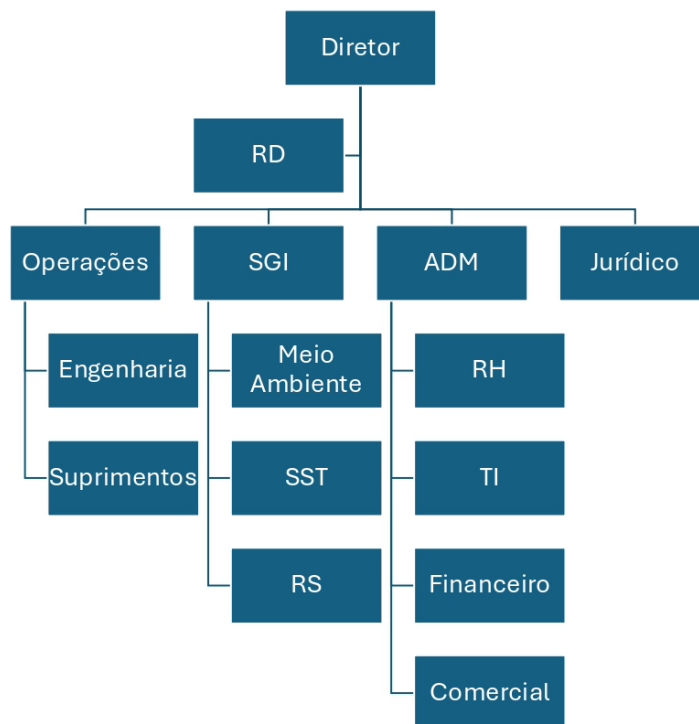 Diretor
RD
Operações
SGI
ADM
Jurídico
Engenharia
Meio
Ambiente
RH
Suprimentos
SST
TI
RS
Financeiro
Comercial